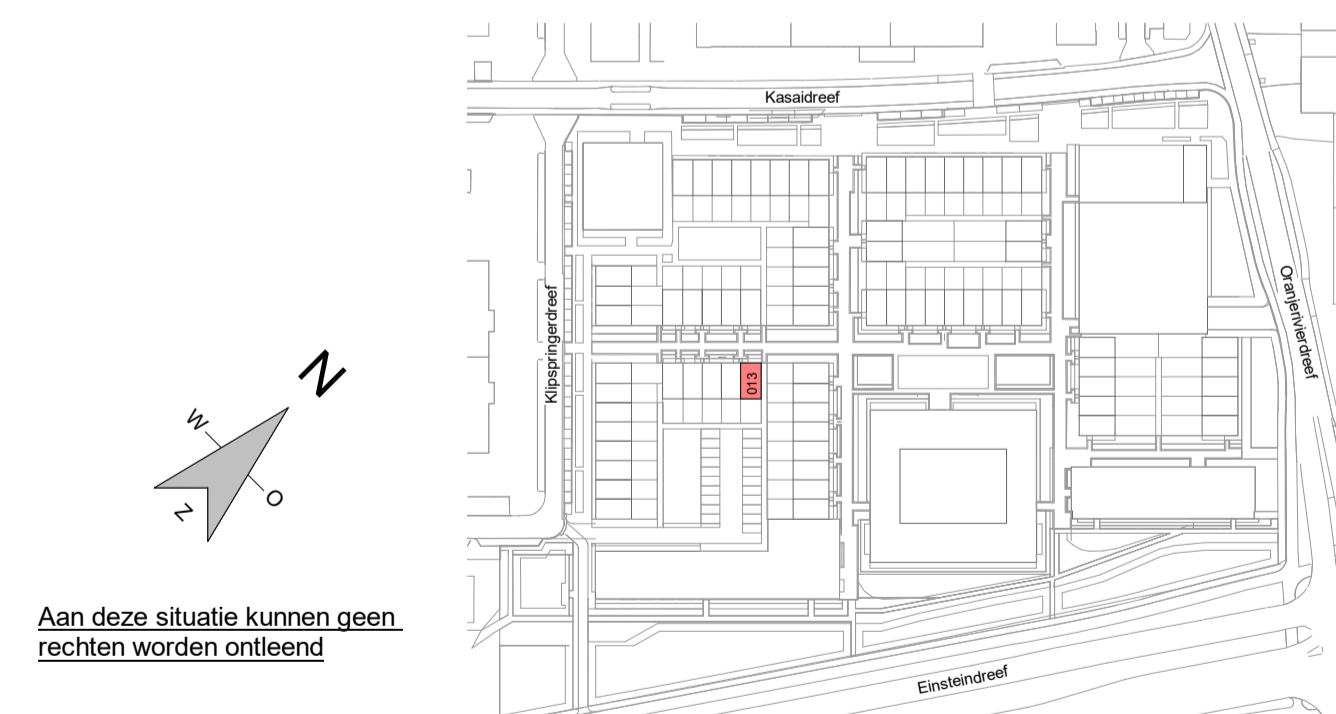 Kasaidreef
Klipspringerdreef
Oranjerivierdreef
013
N
W
O
Z
Aan deze situatie kunnen geen
rechten worden ontleend
Einsteindreef